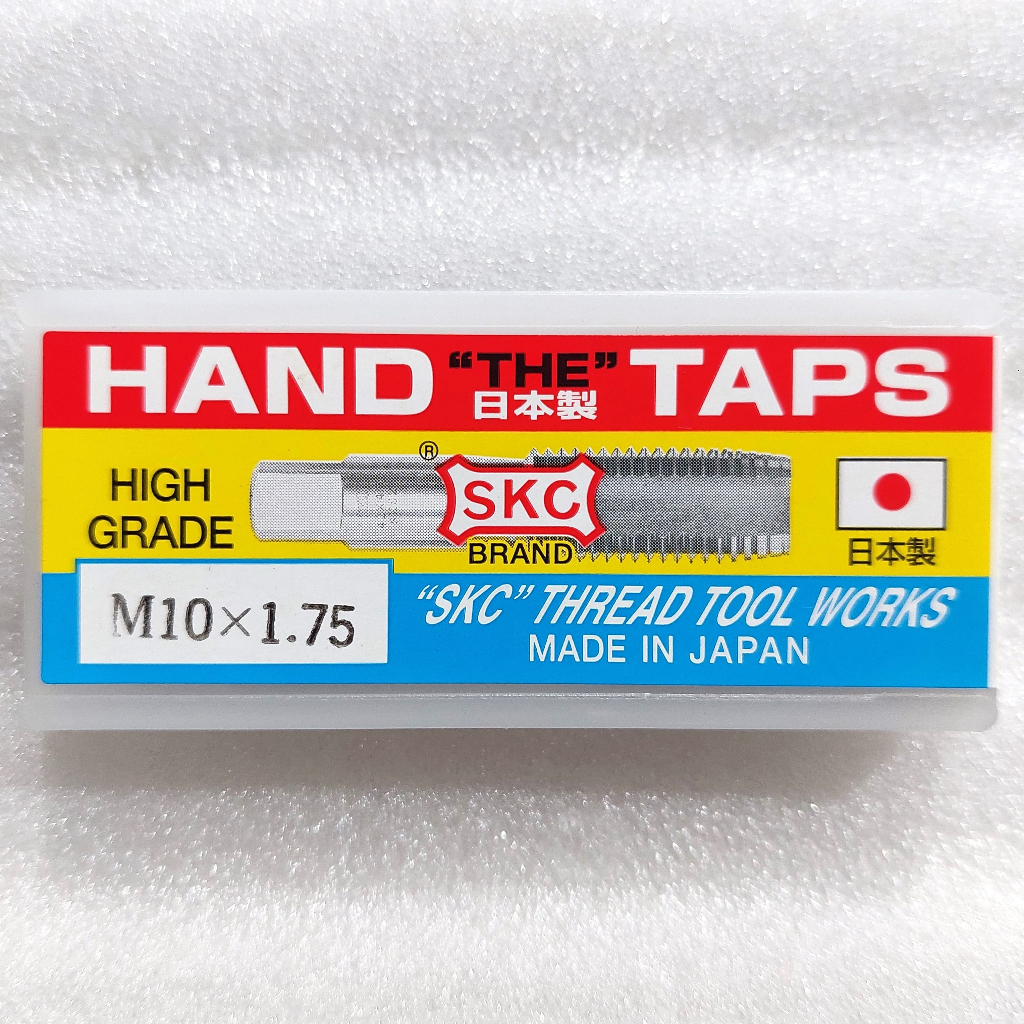 HAND “THE” TAPS
日本製
®
HIGH
GRADE
SKC
BRAND
日本製
M10×1.75
“SKC” THREAD TOOL WORKS
MADE IN JAPAN